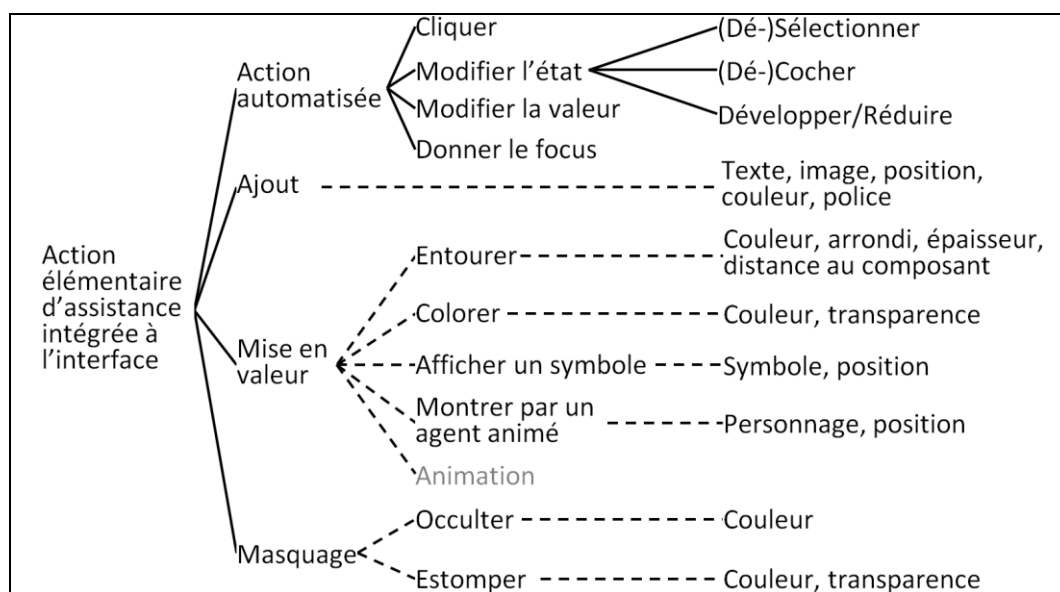 Action
élémentaire
d’assistance
intégrée à
l’interface
Action
automatisée
Cliquer
Modifier l’état
(Dé-)Sélectionner
(Dé-)Cocher
Développer/Réduire
Modifier la valeur
Donner le focus
Ajout
Texte, image, position,
couleur, police
Mise en
valeur
Entourer
Couleur, arrondi, épaisseur,
distance au composant
Colorer
Couleur, transparence
Afficher un symbole
Symbole, position
Montrer par un
agent animé
Personnage, position
Animation
Masquage
Occulter
Couleur
Estomper
Couleur, transparence